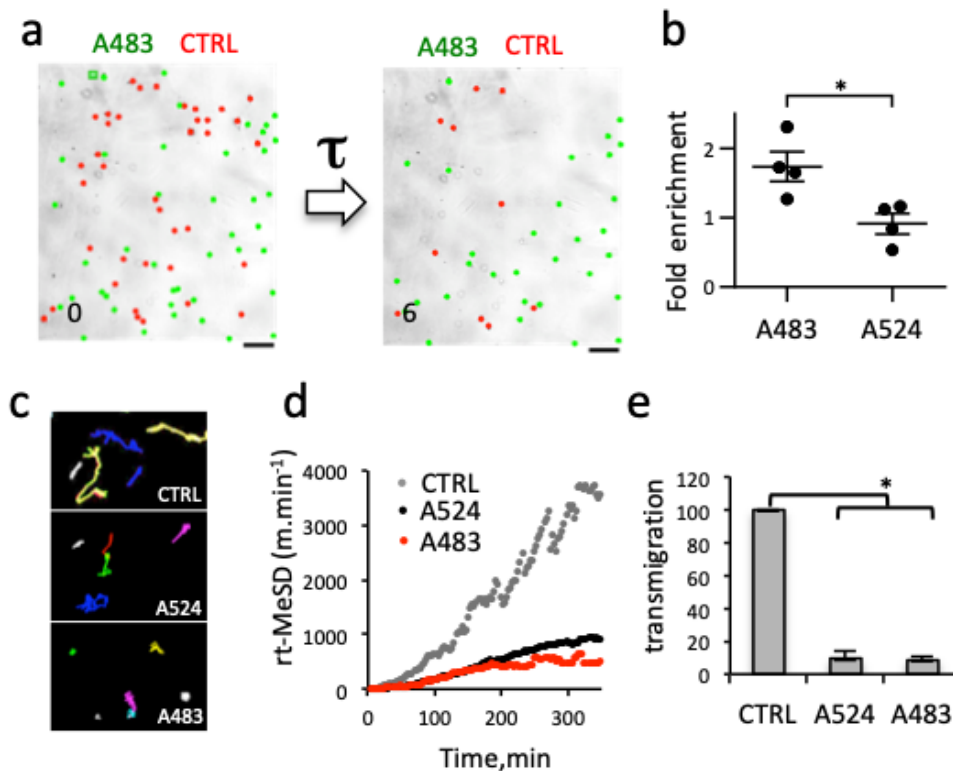 a
A483 CTRL
A483 CTRL
0
τ
6
b
*
Fold enrichment
2
1
0
A483 A524
c
CTRL
A524
A483
d
rt-MeSD (m.min-1)
4000
3000
2000
1000
0
CTRL
A524
A483
0 100 200 300
Time,min
e
*
transmigration
120
100
80
60
40
20
0
CTRL A524 A483